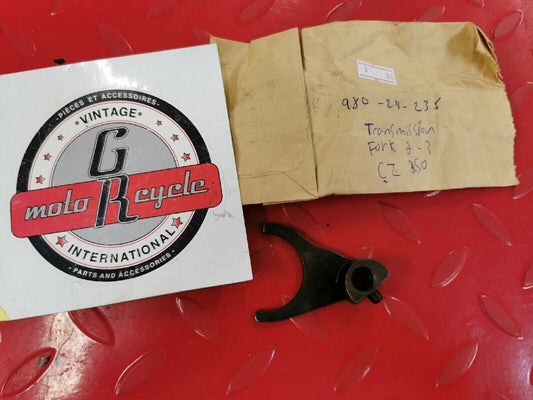 PIÈCES ET ACCESSOIRES
VINTAGE
GR
moto cycle
INTERNATIONAL
PARTS AND ACCESSORIES
980-24-235
Transmission
Fork 2-3
CZ 250